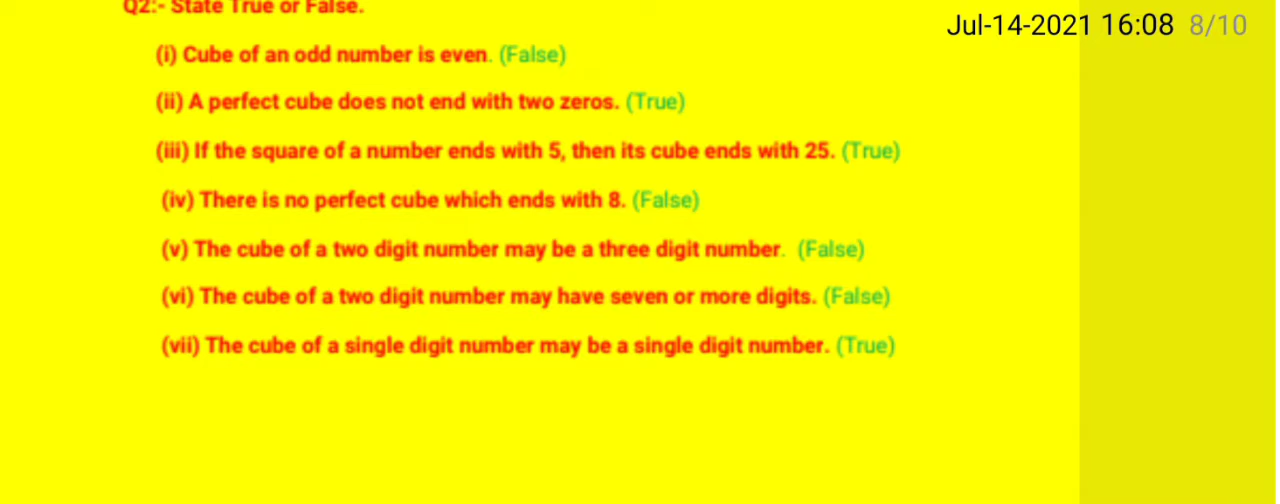 Q2:- State True or False.
Jul-14-2021 16:08 8/10
(i) Cube of an odd number is even. (False)
(ii) A perfect cube does not end with two zeros. (True)
(iii) If the square of a number ends with 5, then its cube ends with 25. (True)
(iv) There is no perfect cube which ends with 8. (False)
(v) The cube of a two digit number may be a three digit number. (False)
(vi) The cube of a two digit number may have seven or more digits. (False)
(vii) The cube of a single digit number may be a single digit number. (True)